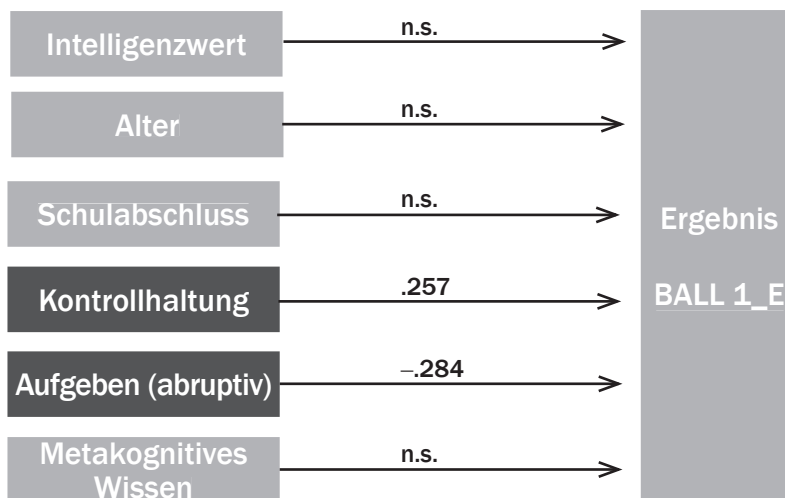 Intelligenzwert
n.s.
Alter
n.s.
Schulabschluss
n.s.
Kontrollhaltung
.257
Aufgeben (abruptiv)
–.284
Metakognitives
Wissen
n.s.
Ergebnis
BALL 1_E